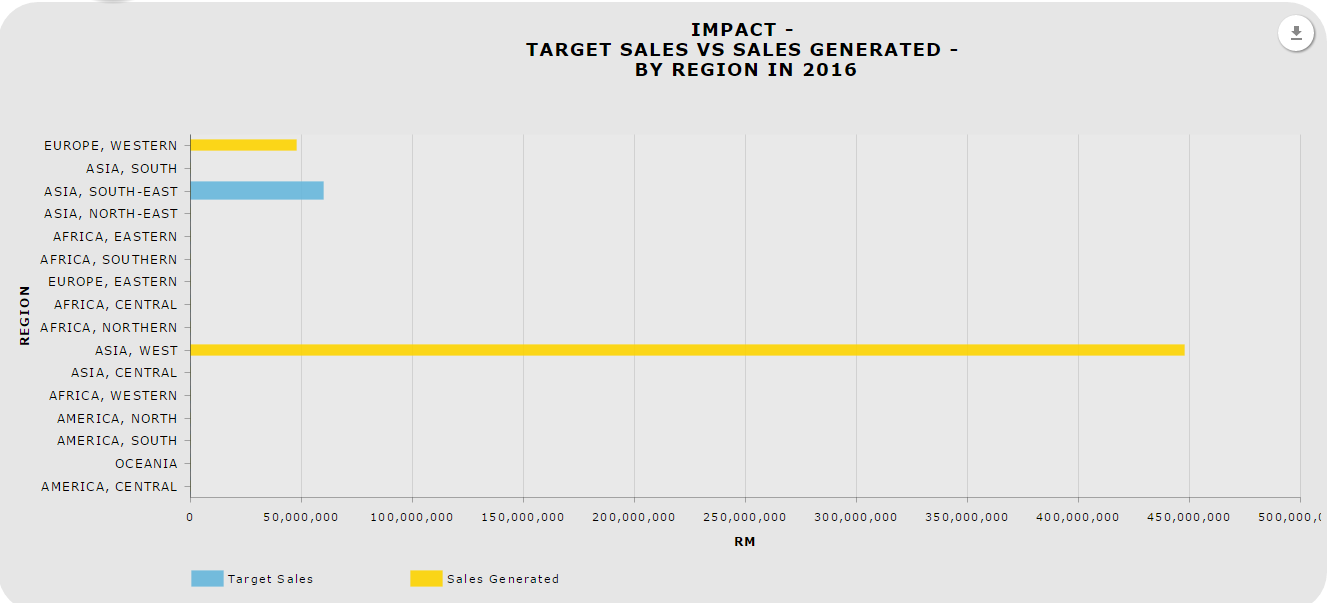 IMPACT -
TARGET SALES VS SALES GENERATED -
BY REGION IN 2016
REGION
EUROPE, WESTERN
ASIA, SOUTH
ASIA, SOUTH-EAST
ASIA, NORTH-EAST
AFRICA, EASTERN
AFRICA, SOUTHERN
EUROPE, EASTERN
AFRICA, CENTRAL
AFRICA, NORTHERN
ASIA, WEST
ASIA, CENTRAL
AFRICA, WESTERN
AMERICA, NORTH
AMERICA, SOUTH
OCEANIA
AMERICA, CENTRAL
0 50,000,000 100,000,000 150,000,000 200,000,000 250,000,000 300,000,000 350,000,000 400,000,000 450,000,000 500,000,
RM
Target Sales Sales Generated